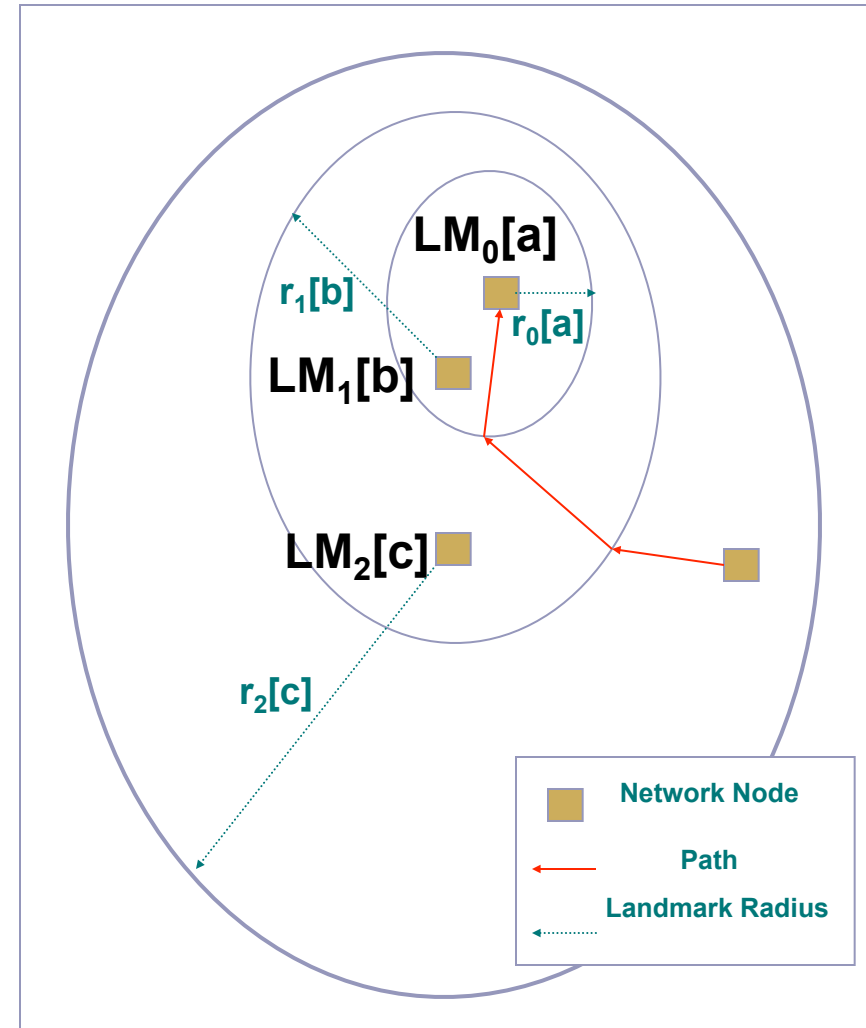 LM₀[a]
r₁[b]
r₀[a]
LM₁[b]
LM₂[c]
r₂[c]
Network Node
Path
Landmark Radius